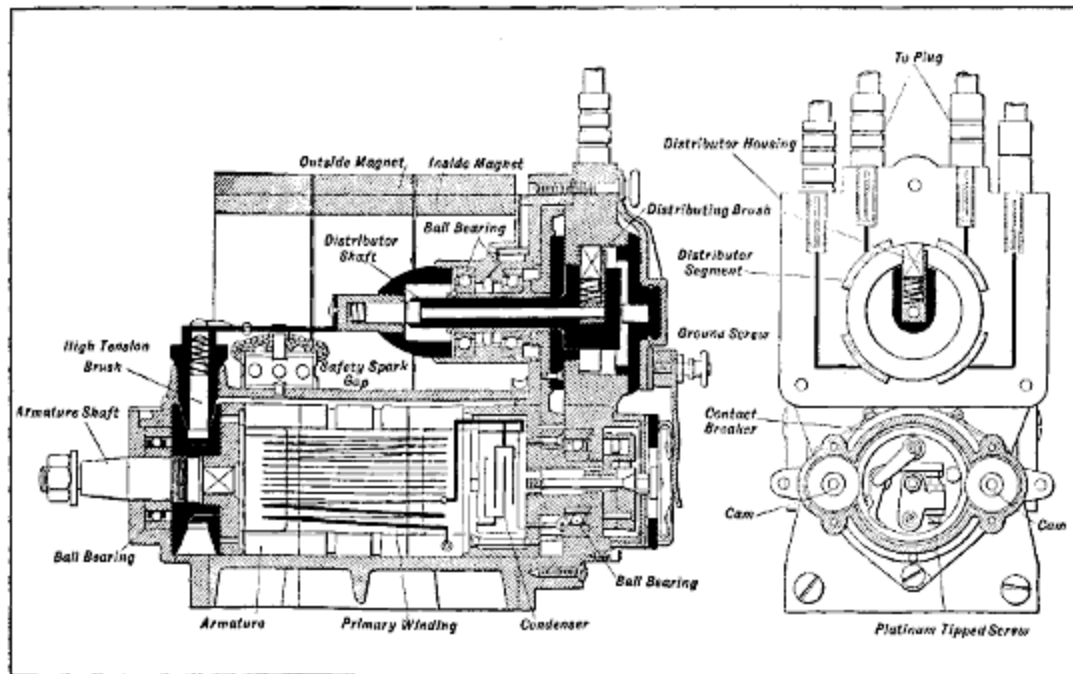 To Plug
Distributor Housing
Outside Magnet
Inside Magnet
Distributing Brush
Ball Bearing
Distributor
Shaft
Distributor
Segment
High Tension
Brush
Safety Spark
Gap
Ground Screw
Armature Shaft
Contact
Breaker
Cam
Cam
Ball Bearing
Ball Bearing
Armature
Primary Winding
Condenser
Platinum Tipped Screw